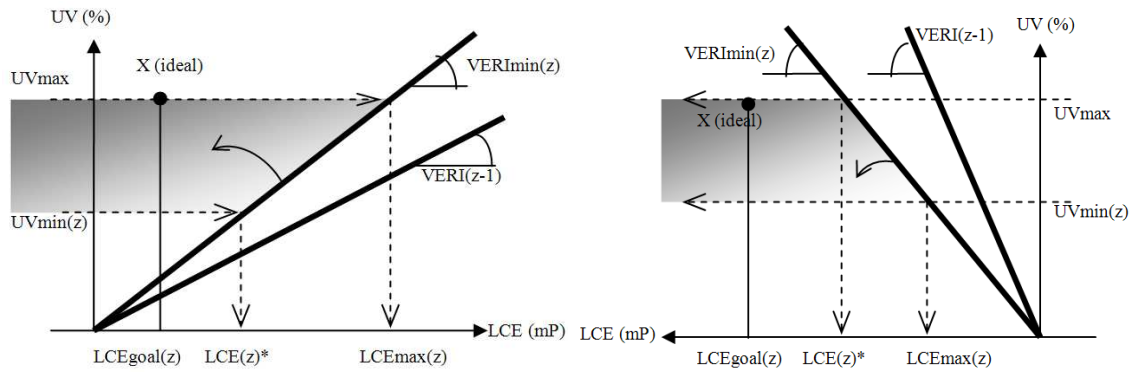 UV (%)
X (ideal)
UVmax
VERImin(z)
VERI(z-1)
UVmin(z)
LCE (mP)
LCEgoal(z)
LCE(z)*
LCEmax(z)
UV (%)
VERImin(z)
VERI(z-1)
X (ideal)
UVmax
UVmin(z)
LCE (mP)
LCEgoal(z)
LCE(z)*
LCEmax(z)